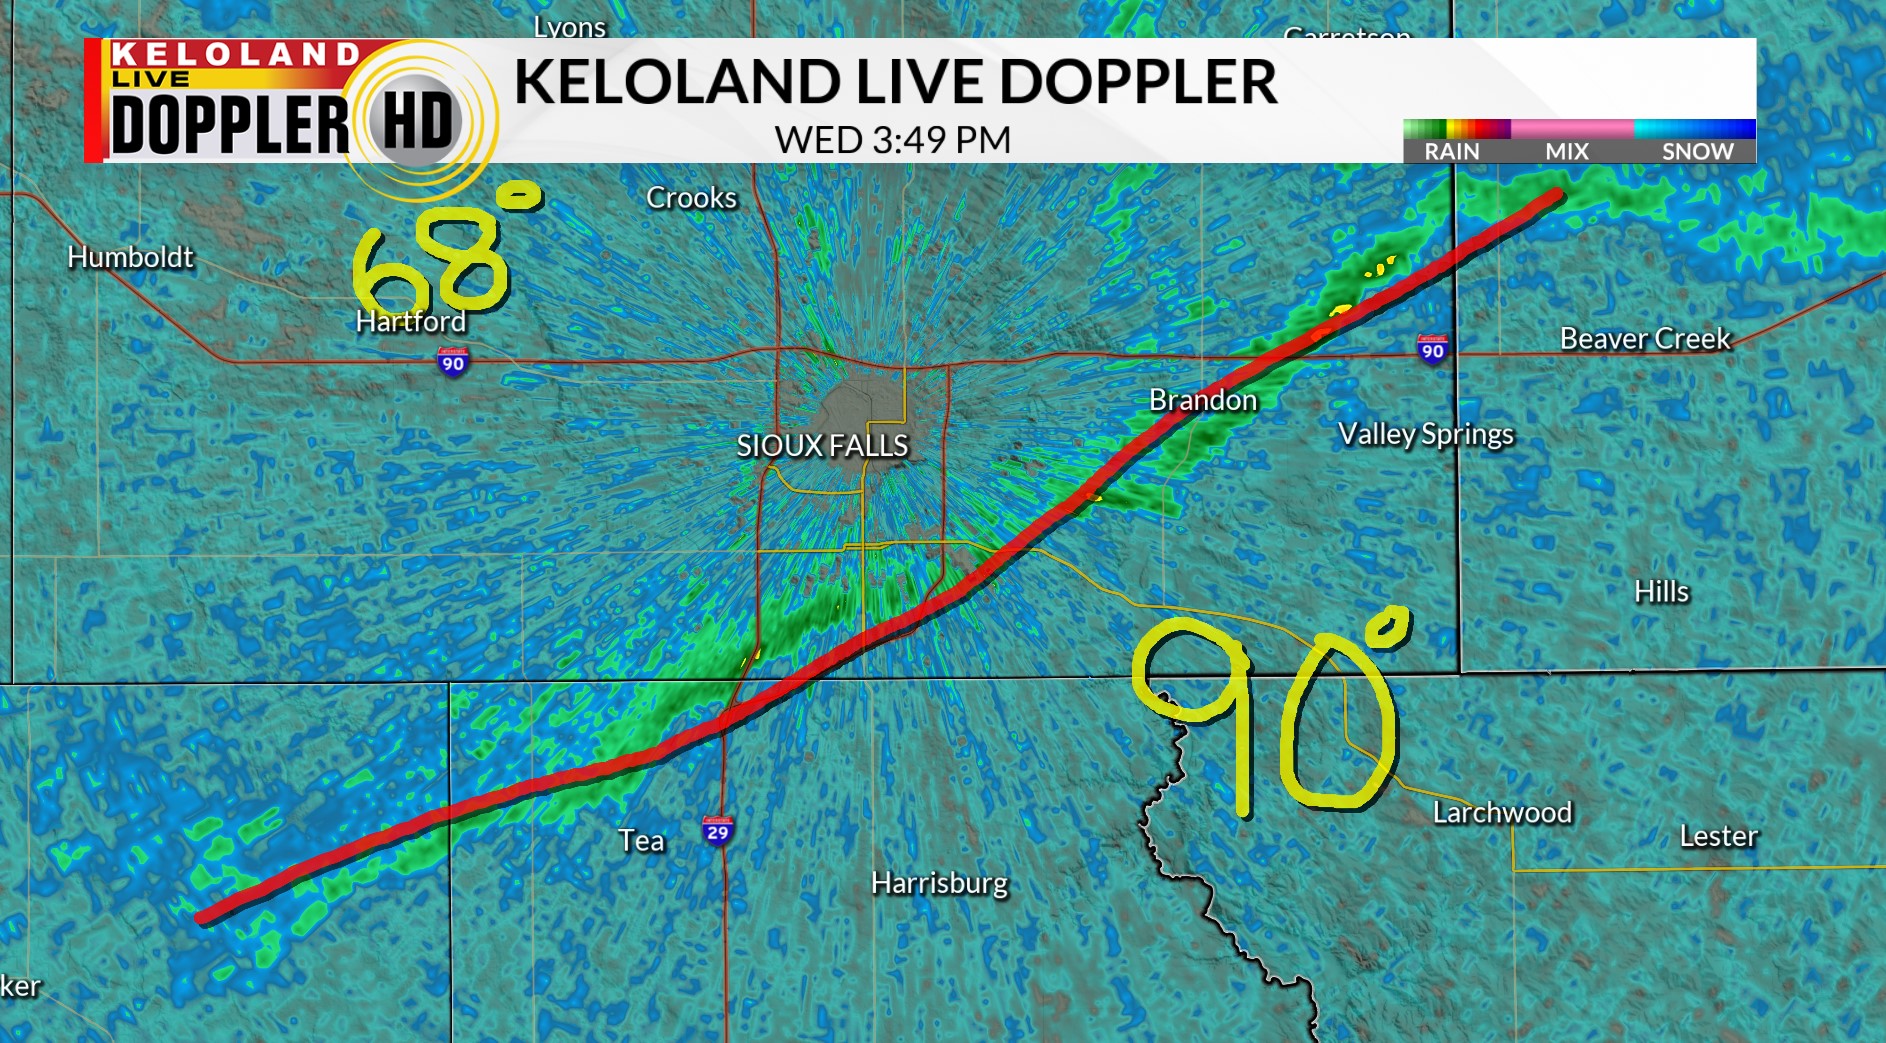 Lyons
Garretson
KELOLAND
LIVE
DOPPLER HD
KELOLAND LIVE DOPPLER
WED 3:49 PM
RAIN MIX SNOW
Crooks
68°
Humboldt
Hartford
90
90
Beaver Creek
Brandon
Valley Springs
SIOUX FALLS
Hills
90°
Larchwood
Tea
29
Lester
Harrisburg
ker